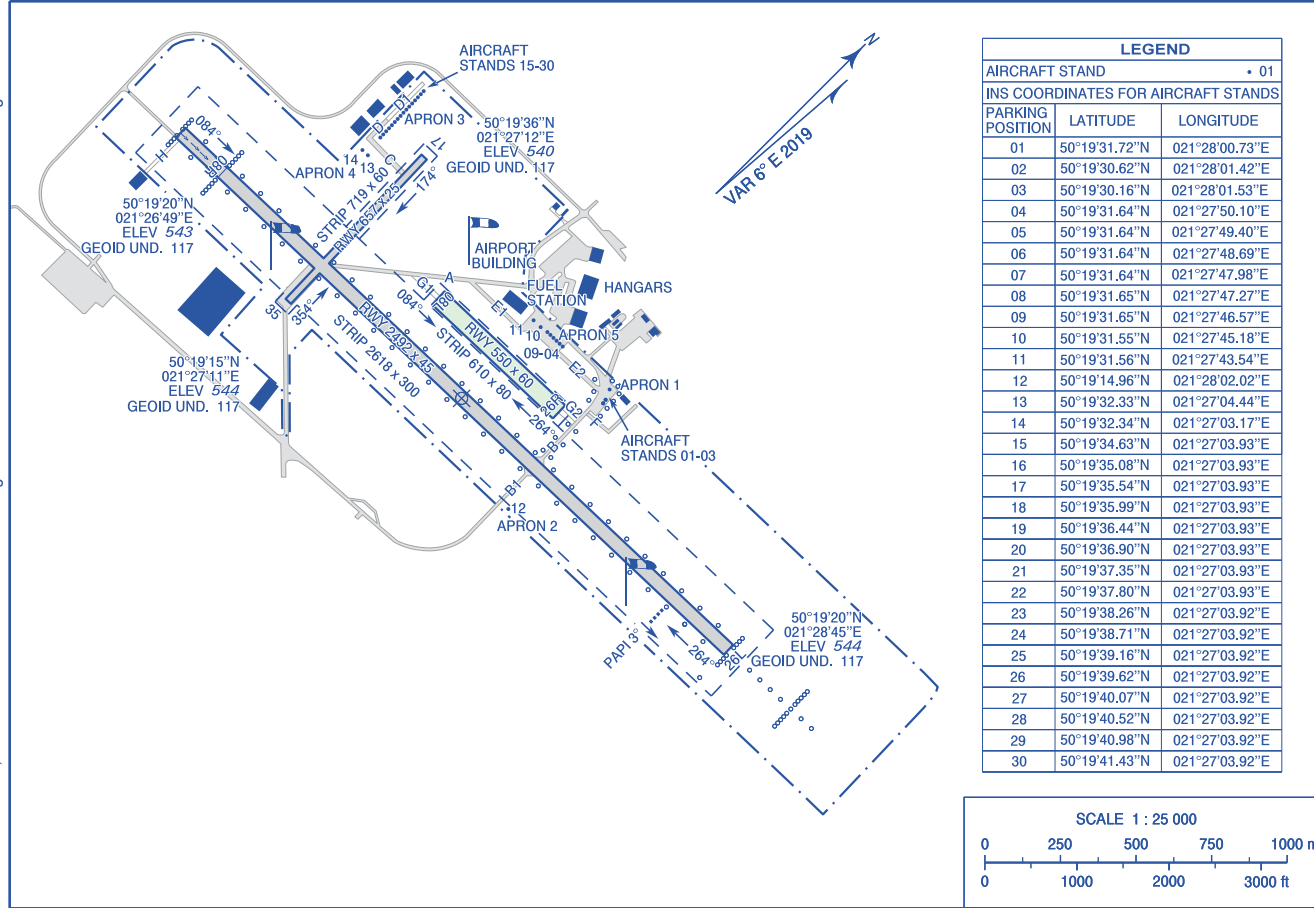 AIRCRAFT
STANDS 15-30
N
VAR 6° E 2019
084°
H
D
D1
APRON 3
50°19'36"N
021°27'12"E
ELEV 540
GEOID UND. 117
14
13
C
APRON 4
17
174°
STRIP 719 x 60
RWY 657 x 25
50°19'20"N
021°26'49"E
ELEV 543
GEOID UND. 117
AIRPORT
BUILDING
FUEL
STATION
HANGARS
A
G1
084°
E1
11
10
APRON 5
09-04
35
354°
RWY 2492 x 45
STRIP 2618 x 300
RWY 550 x 60
STRIP 610 x 80
E2
APRON 1
26R
G2
264°
F
B
AIRCRAFT
STANDS 01-03
50°19'15"N
021°27'11"E
ELEV 544
GEOID UND. 117
B1
12
APRON 2
50°19'20"N
021°28'45"E
ELEV 544
GEOID UND. 117
PAPI 3°
264°
26L
LEGEND
AIRCRAFT STAND • 01
INS COORDINATES FOR AIRCRAFT STANDS
PARKING
POSITION LATITUDE LONGITUDE
01 50°19'31.72"N 021°28'00.73"E
02 50°19'30.62"N 021°28'01.42"E
03 50°19'30.16"N 021°28'01.53"E
04 50°19'31.64"N 021°27'50.10"E
05 50°19'31.64"N 021°27'49.40"E
06 50°19'31.64"N 021°27'48.69"E
07 50°19'31.64"N 021°27'47.98"E
08 50°19'31.65"N 021°27'47.27"E
09 50°19'31.65"N 021°27'46.57"E
10 50°19'31.55"N 021°27'45.18"E
11 50°19'31.56"N 021°27'43.54"E
12 50°19'14.96"N 021°28'02.02"E
13 50°19'32.33"N 021°27'04.44"E
14 50°19'32.34"N 021°27'03.17"E
15 50°19'34.63"N 021°27'03.93"E
16 50°19'35.08"N 021°27'03.93"E
17 50°19'35.54"N 021°27'03.93"E
18 50°19'35.99"N 021°27'03.93"E
19 50°19'36.44"N 021°27'03.93"E
20 50°19'36.90"N 021°27'03.93"E
21 50°19'37.35"N 021°27'03.93"E
22 50°19'37.80"N 021°27'03.93"E
23 50°19'38.26"N 021°27'03.92"E
24 50°19'38.71"N 021°27'03.92"E
25 50°19'39.16"N 021°27'03.92"E
26 50°19'39.62"N 021°27'03.92"E
27 50°19'40.07"N 021°27'03.92"E
28 50°19'40.52"N 021°27'03.92"E
29 50°19'40.98"N 021°27'03.92"E
30 50°19'41.43"N 021°27'03.92"E
SCALE 1 : 25 000
0 250 500 750 1000 m
0 1000 2000 3000 ft